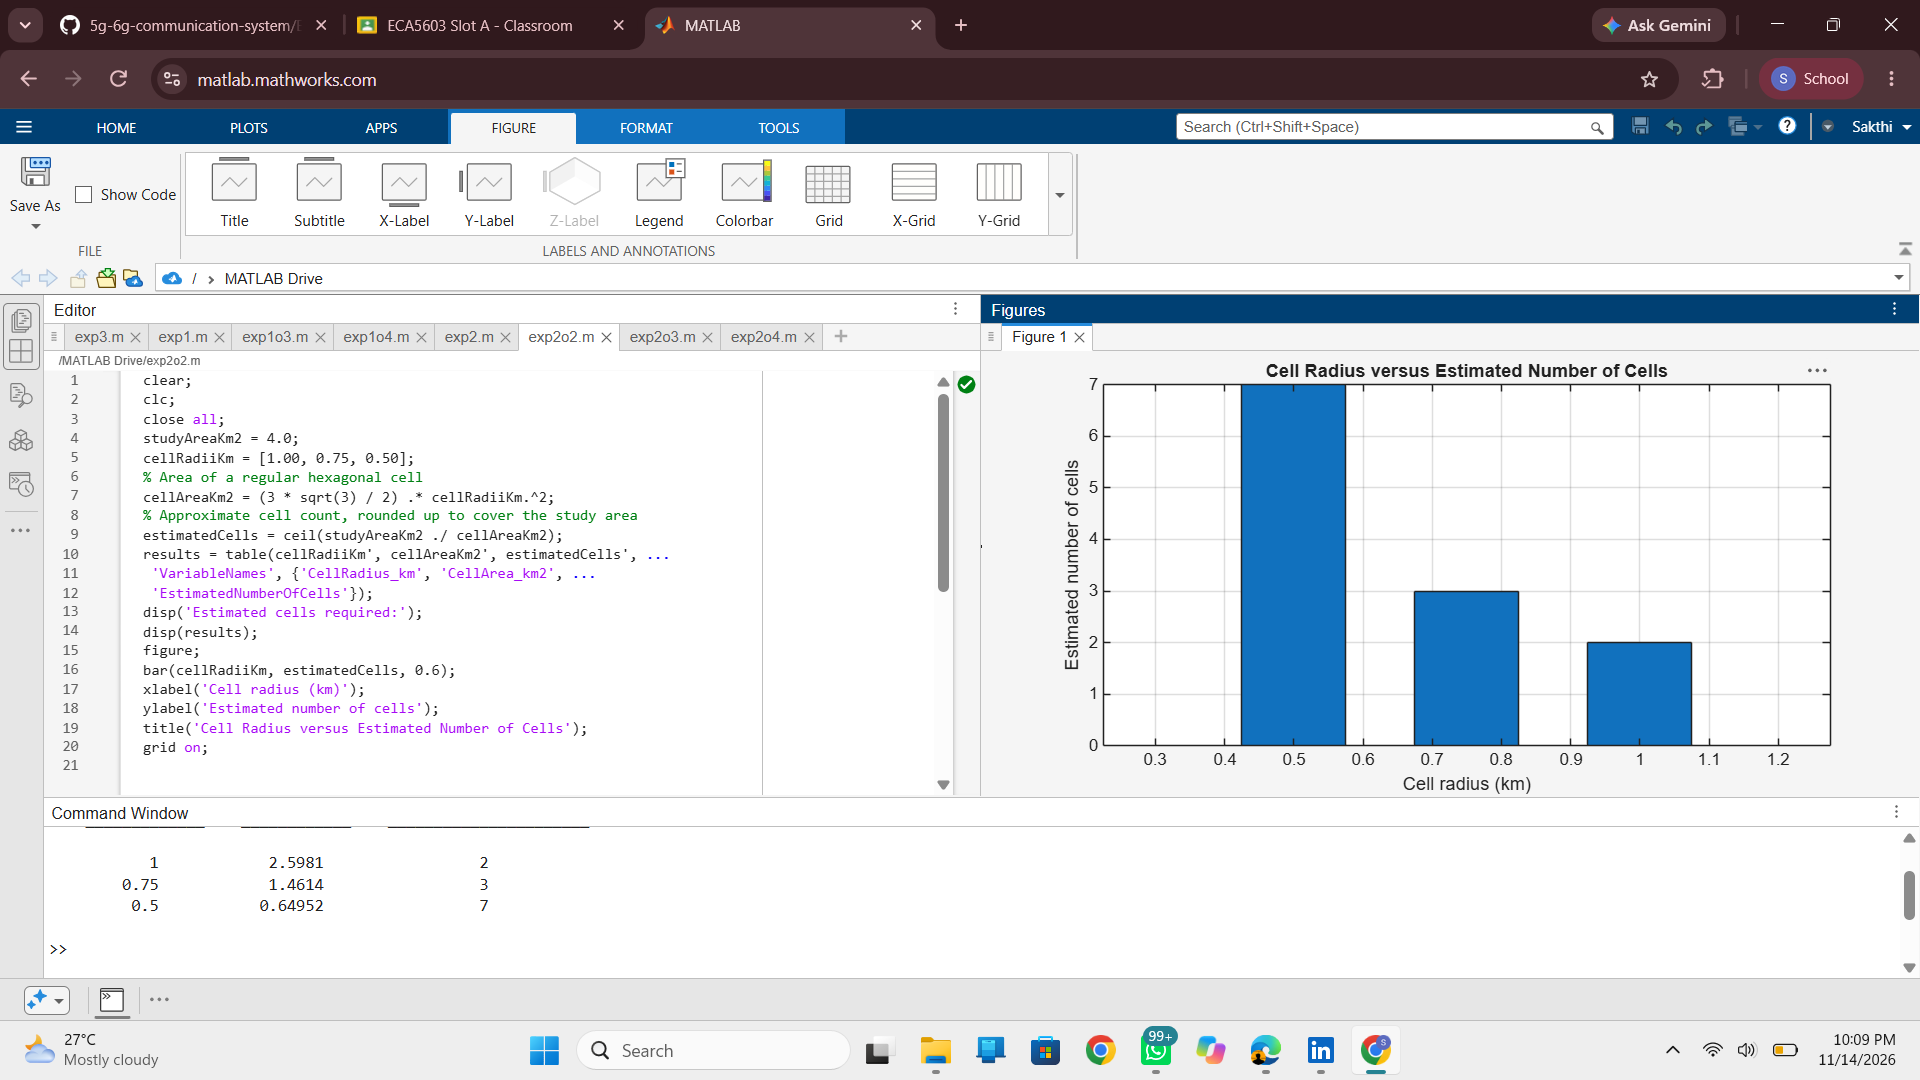 5g-6g-communication-system/
ECA5603 Slot A - Classroom
MATLAB
Ask Gemini
matlab.mathworks.com
S School
HOME PLOTS APPS FIGURE FORMAT TOOLS
Search (Ctrl+Shift+Space)
Sakthi
Save As
Show Code
FILE
Title Subtitle X-Label Y-Label Z-Label Legend Colorbar Grid X-Grid Y-Grid
LABELS AND ANNOTATIONS
/ › MATLAB Drive
Editor
exp3.m exp1.m exp1o3.m exp1o4.m exp2.m exp2o2.m exp2o3.m exp2o4.m
/MATLAB Drive/exp2o2.m
1 clear;
2 clc;
3 close all;
4 studyAreaKm2 = 4.0;
5 cellRadiiKm = [1.00, 0.75, 0.50];
6 % Area of a regular hexagonal cell
7 cellAreaKm2 = (3 * sqrt(3) / 2) .* cellRadiiKm.^2;
8 % Approximate cell count, rounded up to cover the study area
9 estimatedCells = ceil(studyAreaKm2 ./ cellAreaKm2);
10 results = table(cellRadiiKm', cellAreaKm2', estimatedCells', ...
11 'VariableNames', {'CellRadius_km', 'CellArea_km2', ...
12 'EstimatedNumberOfCells'});
13 disp('Estimated cells required:');
14 disp(results);
15 figure;
16 bar(cellRadiiKm, estimatedCells, 0.6);
17 xlabel('Cell radius (km)');
18 ylabel('Estimated number of cells');
19 title('Cell Radius versus Estimated Number of Cells');
20 grid on;
21
Figures
Figure 1
Cell Radius versus Estimated Number of Cells
Estimated number of cells
7
6
5
4
3
2
1
0
0.3 0.4 0.5 0.6 0.7 0.8 0.9 1 1.1 1.2
Cell radius (km)
Command Window
1 2.5981 2
0.75 1.4614 3
0.5 0.64952 7
>>
27°C
Mostly cloudy
Search
99+
10:09 PM
11/14/2026